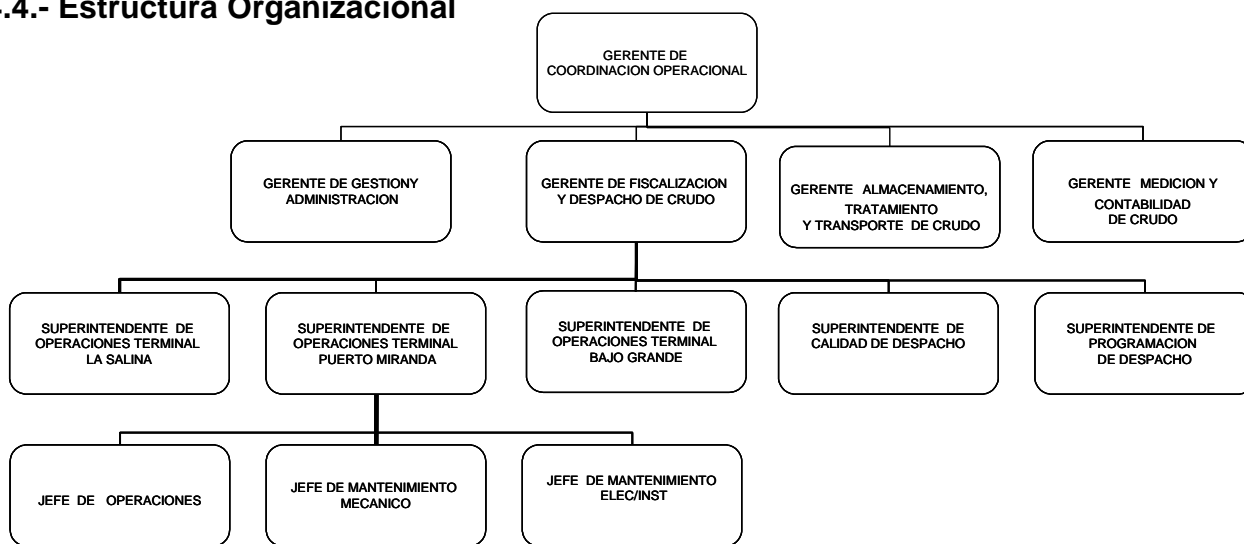 4.4.- Estructura Organizacional
GERENTE DE
COORDINACION OPERACIONAL
GERENTE DE GESTIONY
ADMINISTRACION
GERENTE DE FISCALIZACION
Y DESPACHO DE CRUDO
GERENTE ALMACENAMIENTO,
TRATAMIENTO
Y TRANSPORTE DE CRUDO
GERENTE MEDICION Y
CONTABILIDAD
DE CRUDO
SUPERINTENDENTE DE
OPERACIONES TERMINAL
LA SALINA
SUPERINTENDENTE DE
OPERACIONES TERMINAL
PUERTO MIRANDA
SUPERINTENDENTE DE
OPERACIONES TERMINAL
BAJO GRANDE
SUPERINTENDENTE DE
CALIDAD DE DESPACHO
SUPERINTENDENTE DE
PROGRAMACION
DE DESPACHO
JEFE DE OPERACIONES
JEFE DE MANTENIMIENTO
MECANICO
JEFE DE MANTENIMIENTO
ELEC/INST